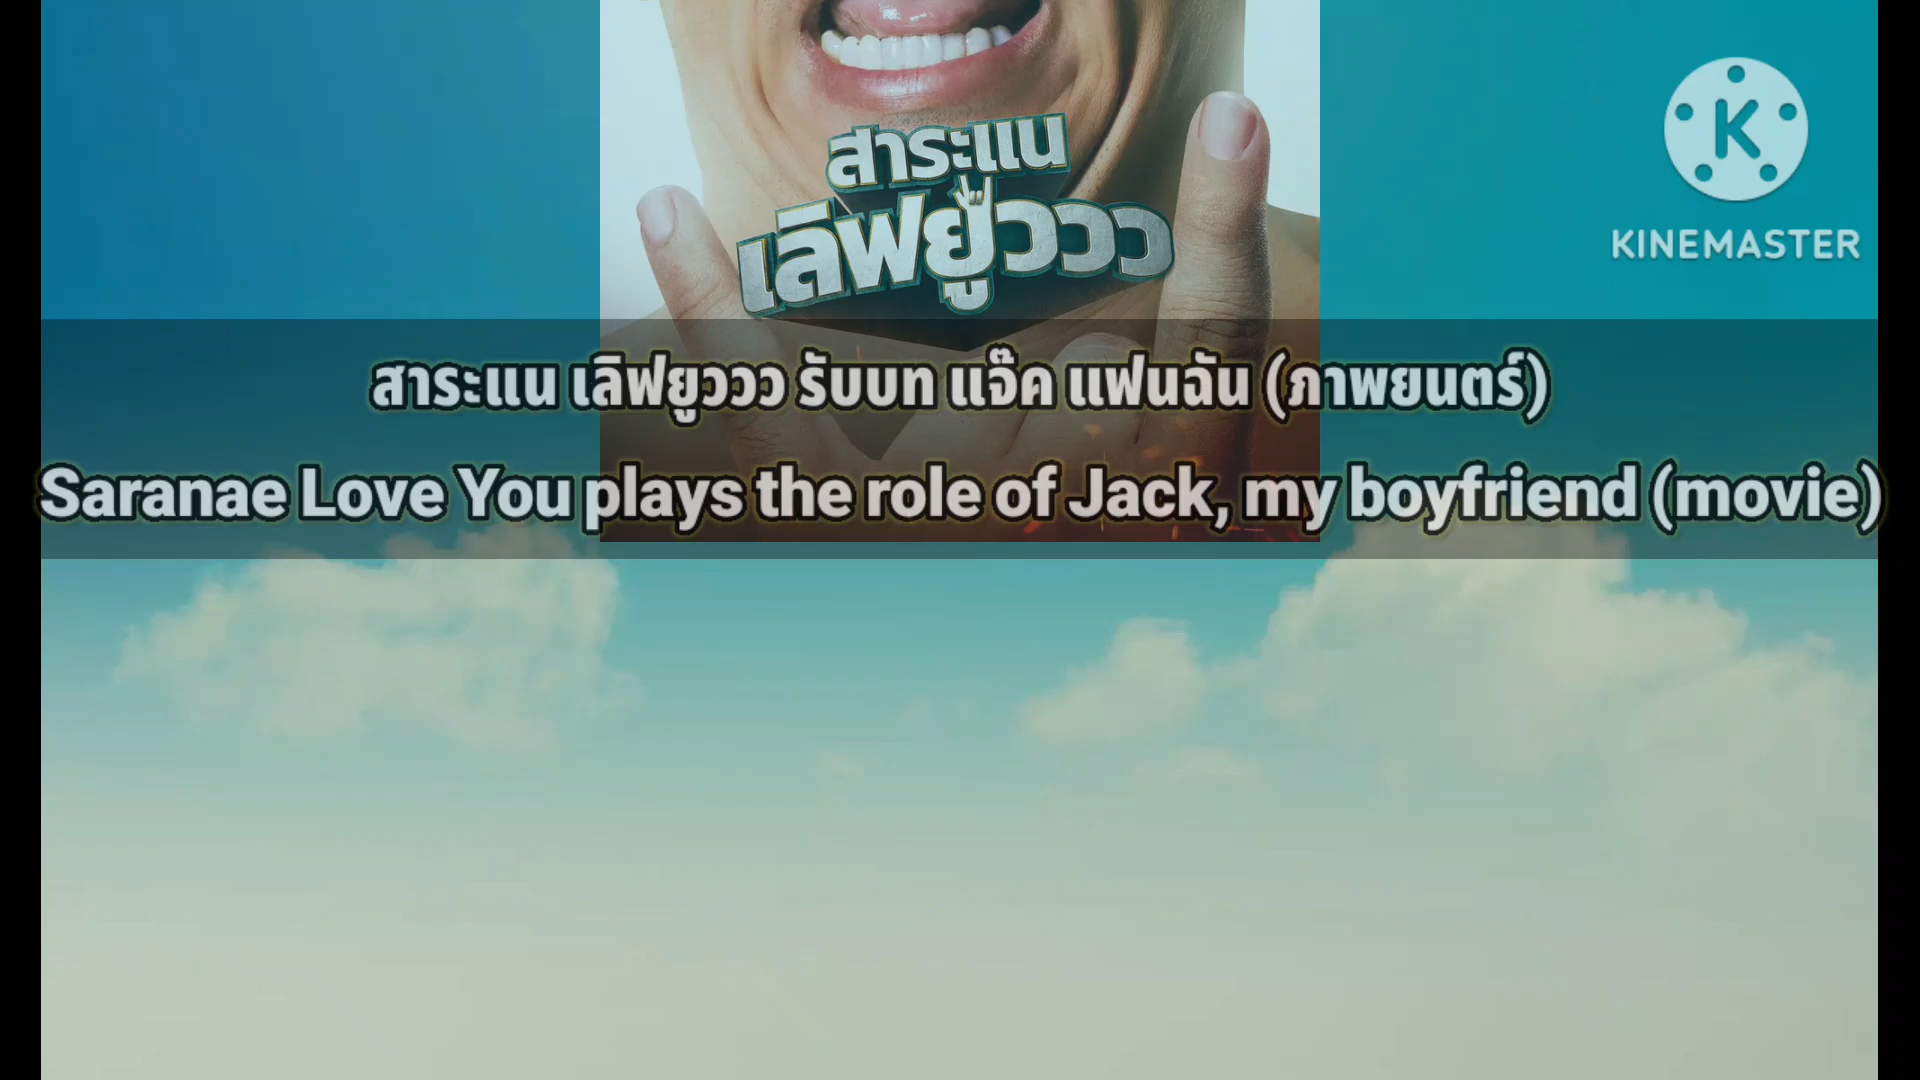 สาระแน
เลิฟยูววว
K
KINEMASTER
สาระแน เลิฟยูววว รับบท แจ๊ค แฟนฉัน (ภาพยนตร์)
Saranae Love You plays the role of Jack, my boyfriend (movie)